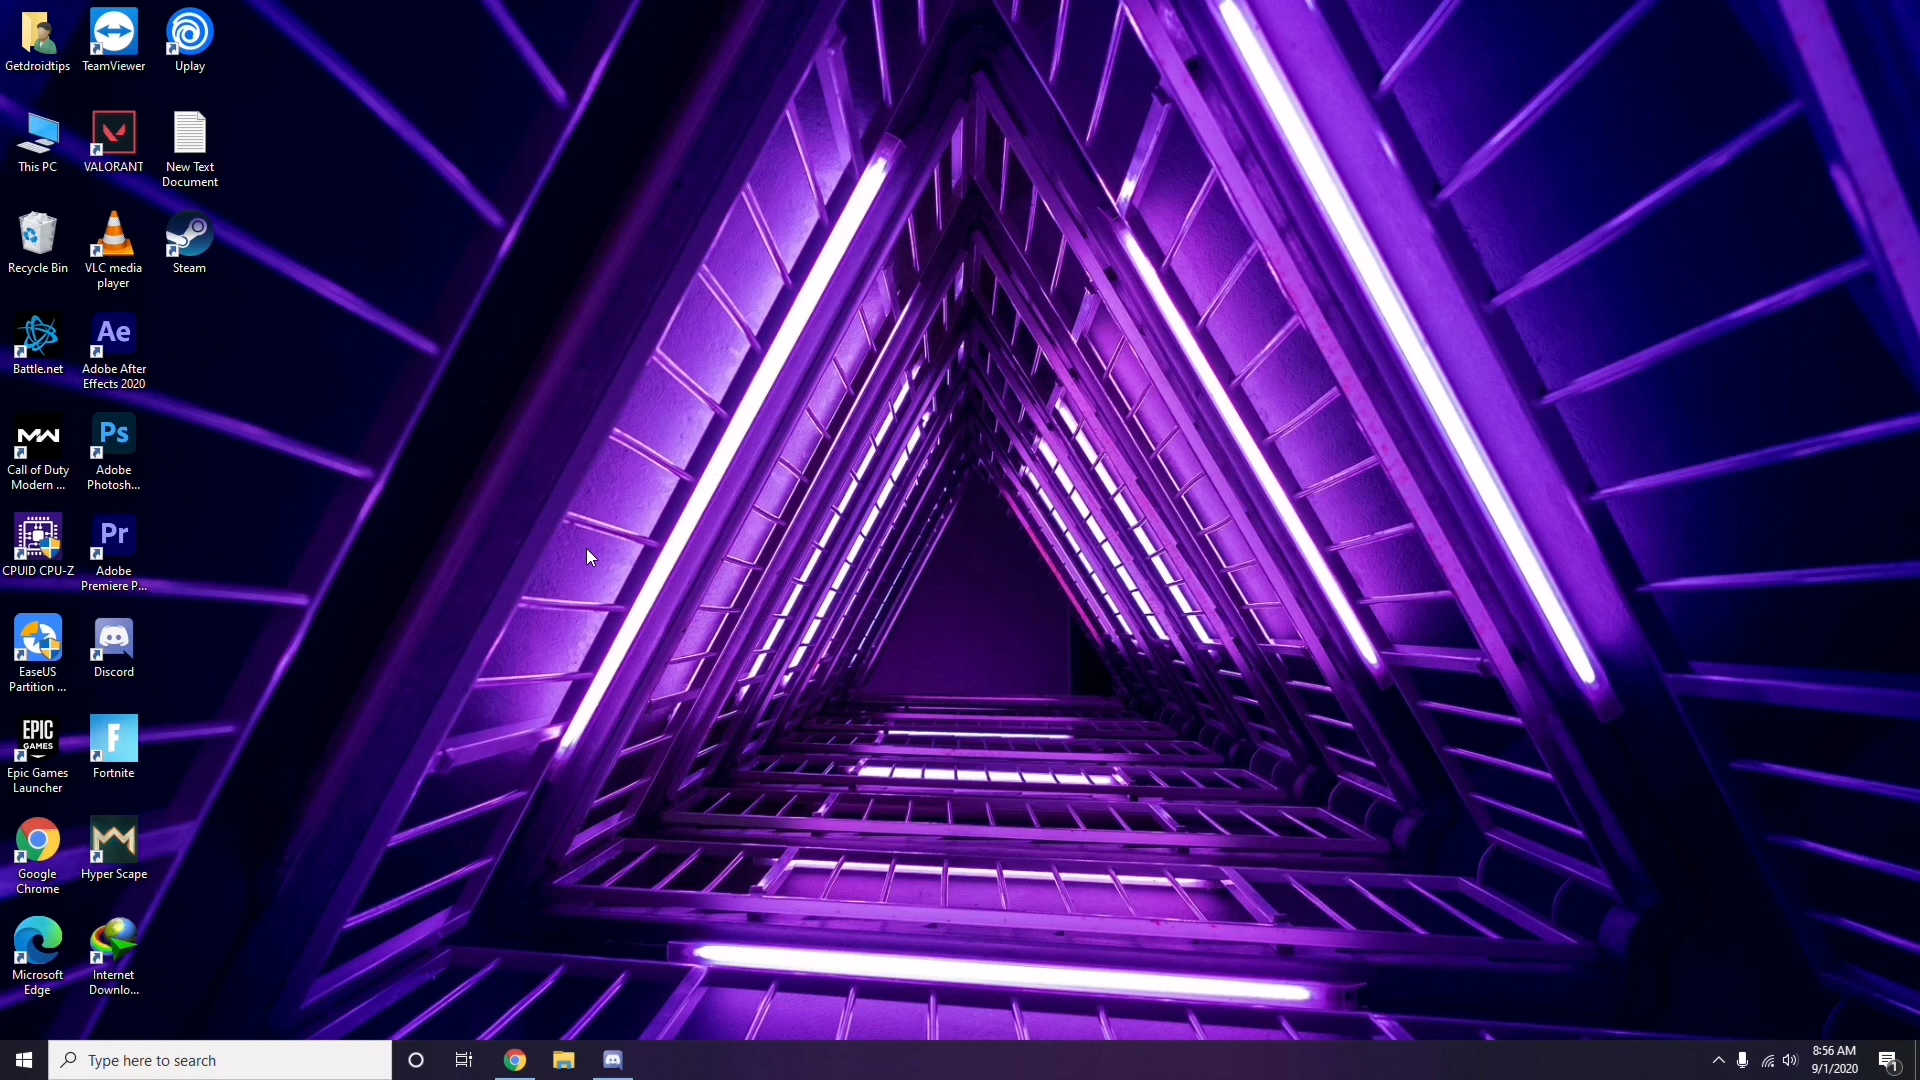 Getdroidtips
TeamViewer
Uplay
This PC
VALORANT
New Text
Document
Recycle Bin
VLC media
player
Steam
Battle.net
Ae
Adobe After
Effects 2020
MW
Call of Duty
Modern ...
Ps
Adobe
Photosh...
CPUID CPU-Z
Pr
Adobe
Premiere P...
EaseUS
Partition ...
Discord
EPIC
GAMES
Epic Games
Launcher
F
Fortnite
Google
Chrome
Hyper Scape
Microsoft
Edge
Internet
Downlo...
Type here to search
8:56 AM
9/1/2020
1